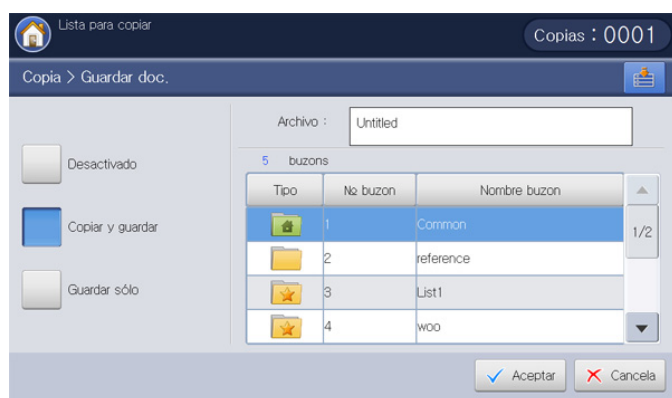 Lista para copiar
Copias : 0001
Copia > Guardar doc.
Archivo : Untitled
Desactivado
5 buzons
Tipo Nº buzon Nombre buzon
Copiar y guardar
1 Common
1/2
2 reference
Guardar sólo
3 List1
4 woo
Aceptar Cancela